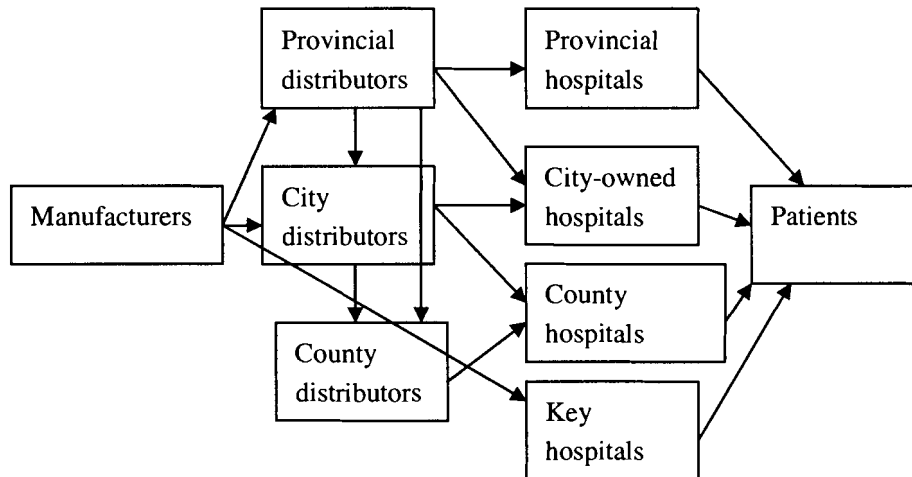 Provincial
distributors
Provincial
hospitals
Manufacturers
City
distributors
City-owned
hospitals
Patients
County
distributors
County
hospitals
Key
hospitals